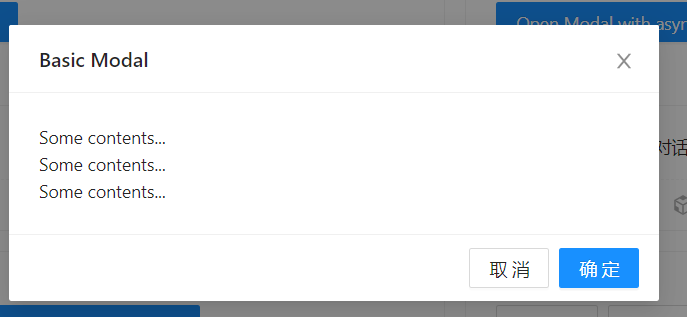 Open Modal with asyn
Basic Modal
Some contents...
对话
Some contents...
Some contents...
取消 确定